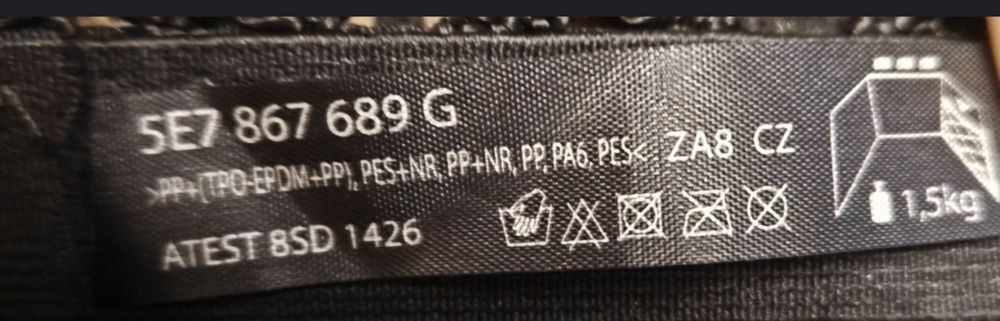 5E7 867 689 G
>PP+(TPO-EPDM+PP), PES+NR, PP+NR, PP, PA6, PES< ZA8 CZ
ATEST 8SD 1426
1,5kg